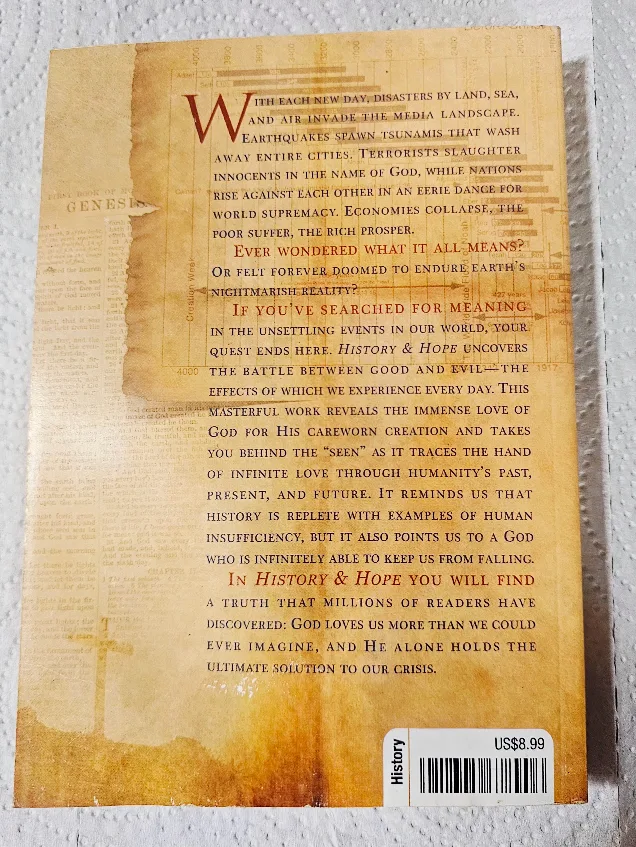 4000
GENESIS
WITH EACH NEW DAY, DISASTERS BY LAND, SEA,
AND AIR INVADE THE MEDIA LANDSCAPE.
EARTHQUAKES SPAWN TSUNAMIS THAT WASH
AWAY ENTIRE CITIES. TERRORISTS SLAUGHTER
INNOCENTS IN THE NAME OF GOD, WHILE NATIONS
RISE AGAINST EACH OTHER IN AN EERIE DANCE FOR
WORLD SUPREMACY. ECONOMIES COLLAPSE, THE
POOR SUFFER, THE RICH PROSPER.
EVER WONDERED WHAT IT ALL MEANS?
OR FELT FOREVER DOOMED TO ENDURE EARTH'S
NIGHTMARISH REALITY?
IF YOU'VE SEARCHED FOR MEANING
IN THE UNSETTLING EVENTS IN OUR WORLD, YOUR
QUEST ENDS HERE. HISTORY & HOPE UNCOVERS
THE BATTLE BETWEEN GOOD AND EVIL—THE
EFFECTS OF WHICH WE EXPERIENCE EVERY DAY. THIS
MASTERFUL WORK REVEALS THE IMMENSE LOVE OF
GOD FOR HIS CAREWORN CREATION AND TAKES
YOU BEHIND THE "SEEN" AS IT TRACES THE HAND
OF INFINITE LOVE THROUGH HUMANITY'S PAST,
PRESENT, AND FUTURE. IT REMINDS US THAT
HISTORY IS REPLETE WITH EXAMPLES OF HUMAN
INSUFFICIENCY, BUT IT ALSO POINTS US TO A GOD
WHO IS INFINITELY ABLE TO KEEP US FROM FALLING.
IN HISTORY & HOPE YOU WILL FIND
A TRUTH THAT MILLIONS OF READERS HAVE
DISCOVERED: GOD LOVES US MORE THAN WE COULD
EVER IMAGINE, AND HE ALONE HOLDS THE
ULTIMATE SOLUTION TO OUR CRISIS.
4000
1917
427 years
Creation Week
History
US$8.99